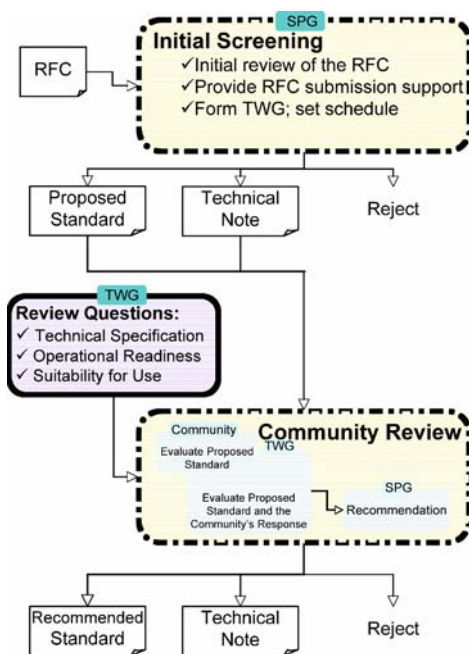 SPG
Initial Screening
RFC
✓Initial review of the RFC
✓Provide RFC submission support
✓Form TWG; set schedule
Proposed
Standard
Technical
Note
Reject
TWG
Review Questions:
✓ Technical Specification
✓ Operational Readiness
✓ Suitability for Use
Community Review
Community
Evaluate Proposed
Standard
TWG
Evaluate Proposed
Standard and the
Community's Response
SPG
Recommendation
Recommended
Standard
Technical
Note
Reject